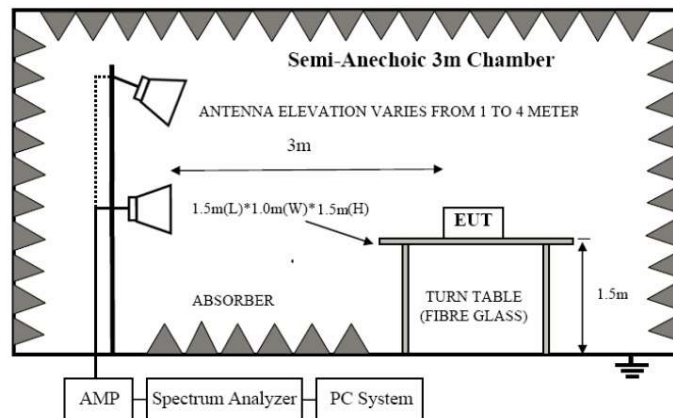 Semi-Anechoic 3m Chamber
ANTENNA ELEVATION VARIES FROM 1 TO 4 METER
3m
1.5m(L)*1.0m(W)*1.5m(H)
EUT
ABSORBER
TURN TABLE
(FIBRE GLASS)
1.5m
AMP
Spectrum Analyzer
PC System